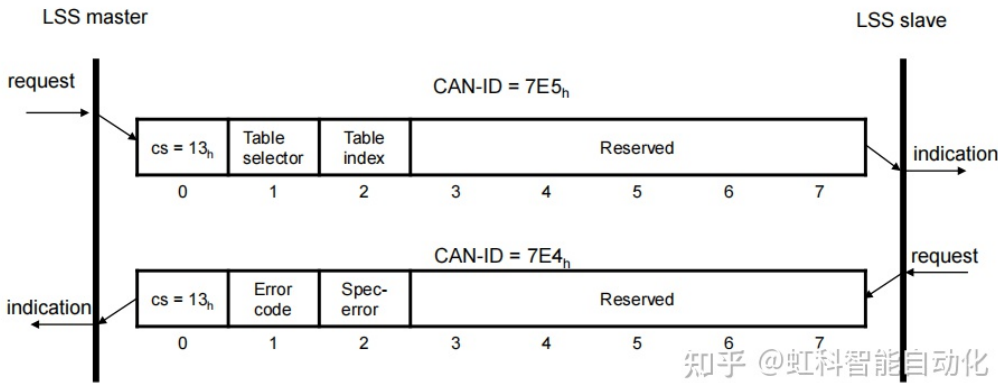 LSS master
LSS slave
request
CAN-ID = 7E5h
cs = 13h
Table selector
Table index
Reserved
indication
0 1 2 3 4 5 6 7
CAN-ID = 7E4h
request
indication
cs = 13h
Error code
Spec-error
Reserved
0 1 2 3 4 5 6 7
知乎 @虹科智能自动化